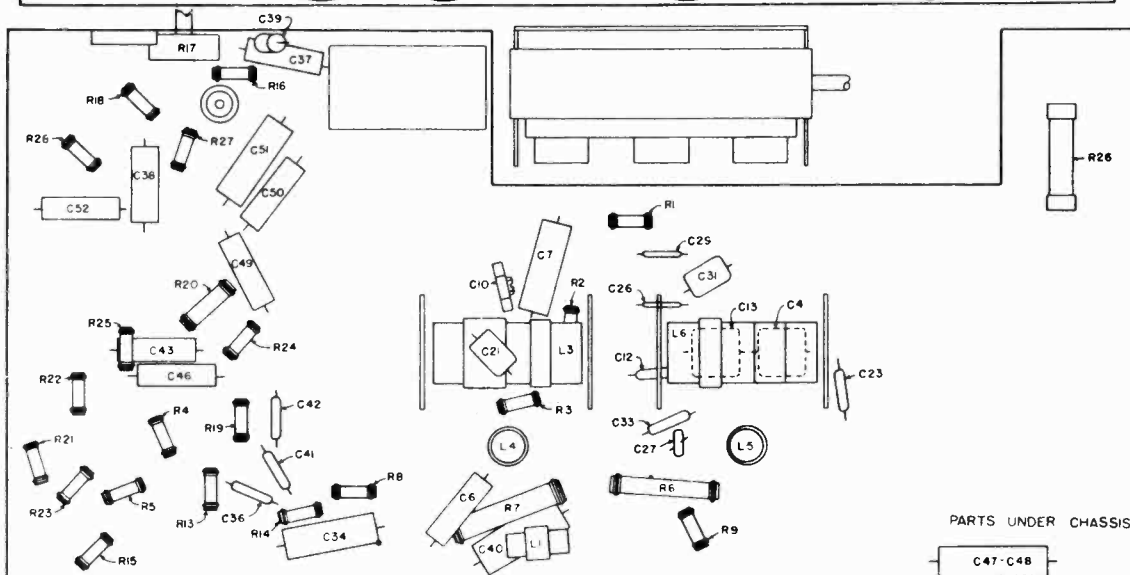 C39
R17
C37
R16
R18
R26
R27
C51
C38
C50
C52
R26
R1
C7
C29
C31
C49
C10
R2
C26
R20
C13
C4
R25
L6
R24
C43
C21
L3
C12
C46
C23
R22
C42
R3
R4
R19
C33
R21
L4
C27
L5
C41
R8
C6
R6
R23
R5
R13
C36
R7
R14
R9
C34
PARTS UNDER CHASSIS
R15
C40
L1
C47-C48